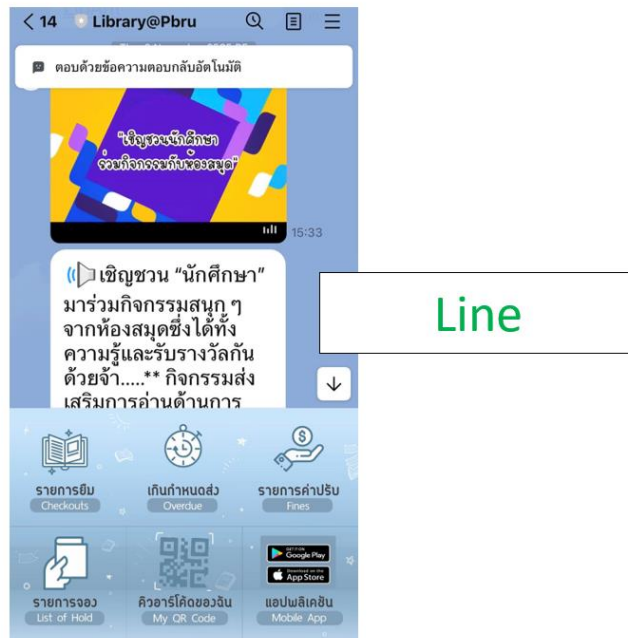 14 Library@Pbru
ตอบด้วยข้อความตอบกลับอัตโนมัติ
"เชิญชวนนักศึกษา
ร่วมกิจกรรมกับห้องสมุด"
15:33
เชิญชวน “นักศึกษา”
มาร่วมกิจกรรมสนุก ๆ
จากห้องสมุดซึ่งได้ทั้ง
ความรู้และรับรางวัลกัน
ด้วยจ้า.....** กิจกรรมส่ง
เสริมการอ่านด้านการ
Line
รายการยืม
Checkouts
เกินกำหนดส่ง
Overdue
รายการค่าปรับ
Fines
รายการจอง
List of Hold
คิวอาร์โค้ดของฉัน
My QR Code
GET IT ON
Google Play
Download on the
App Store
แอปพลิเคชัน
Mobile App